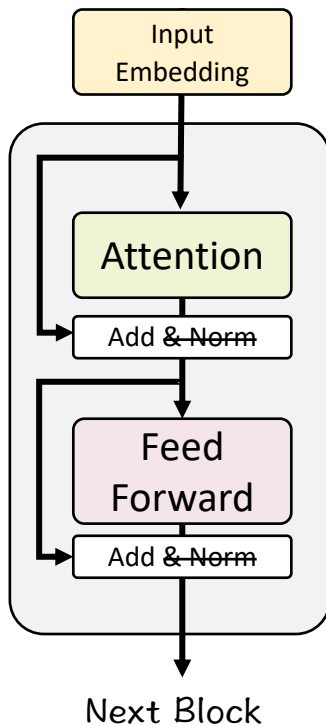 Input
Embedding
Attention
Add & Norm
Feed
Forward
Add & Norm
Next Block